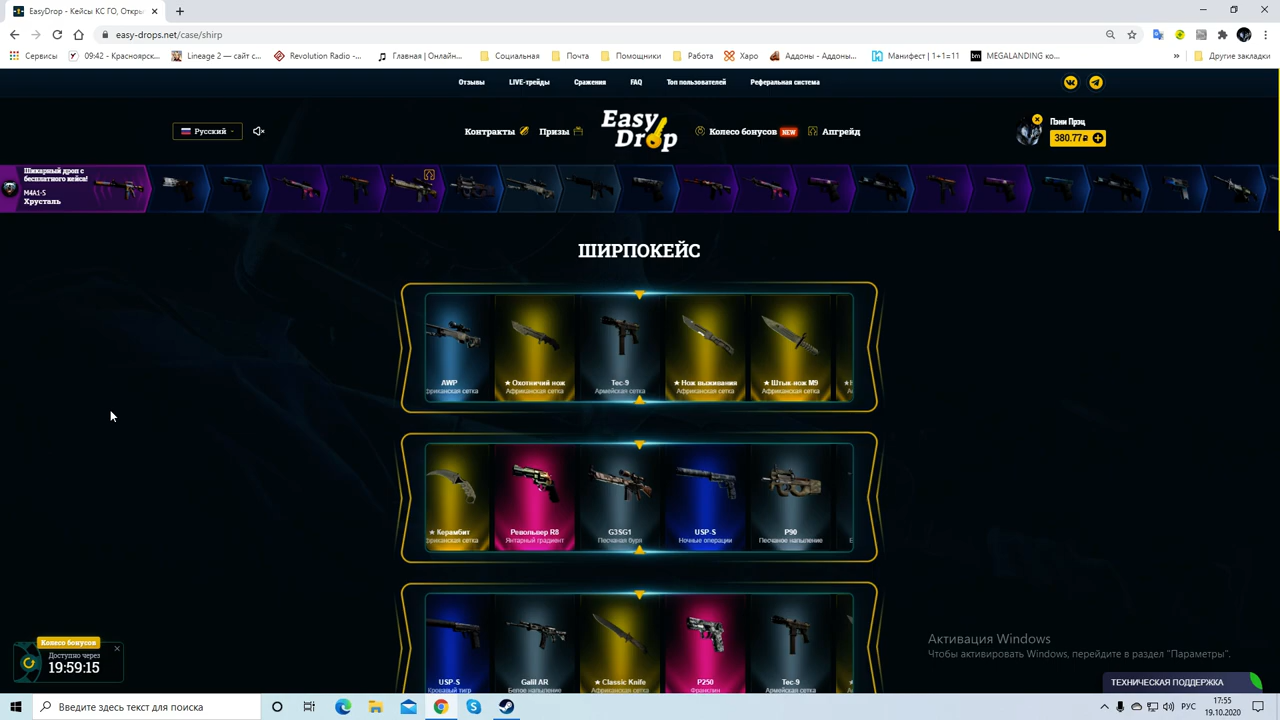 EasyDrop - Кейсы КС ГО, Откры
easy-drops.net/case/shirp
Сервисы
09:42 - Красноярск...
Lineage 2 — сайт с...
Revolution Radio -...
Главная | Онлайн...
Социальная
Почта
Помощники
Работа
Харо
Аддоны - Аддоны...
Манифест | 1+1=11
MEGALANDING ко...
»
Другие закладки
Отзывы
LIVE-трейды
Сражения
FAQ
Топ пользователей
Реферальная система
Русский
Контракты
Призы
Easy
Drop
Колесо бонусов
NEW
Апгрейд
Пэни Прэц
380.77
Шикарный дроп с
бесплатного кейса!
M4A1-S
Хрусталь
ШИРПОКЕЙС
AWP
фриканская сетка
★ Охотничий нож
Африканская сетка
Tec-9
Армейская сетка
★ Нож выживания
Африканская сетка
★ Штык-нож M9
Африканская сетка
★ Керамбит
фриканская сетка
Револьвер R8
Янтарный градиент
G3SG1
Песчаная буря
USP-S
Ночные операции
P90
Песчаное напыление
USP-S
Кровавый тигр
Galil AR
Белое напыление
★ Classic Knife
Африканская сетка
P250
Франклин
Tec-9
Армейская сетка
Колесо бонусов
Доступно через
19:59:15
Активация Windows
Чтобы активировать Windows, перейдите в раздел "Параметры".
ТЕХНИЧЕСКАЯ ПОДДЕРЖКА
Введите здесь текст для поиска
РУС
17:55
19.10.2020